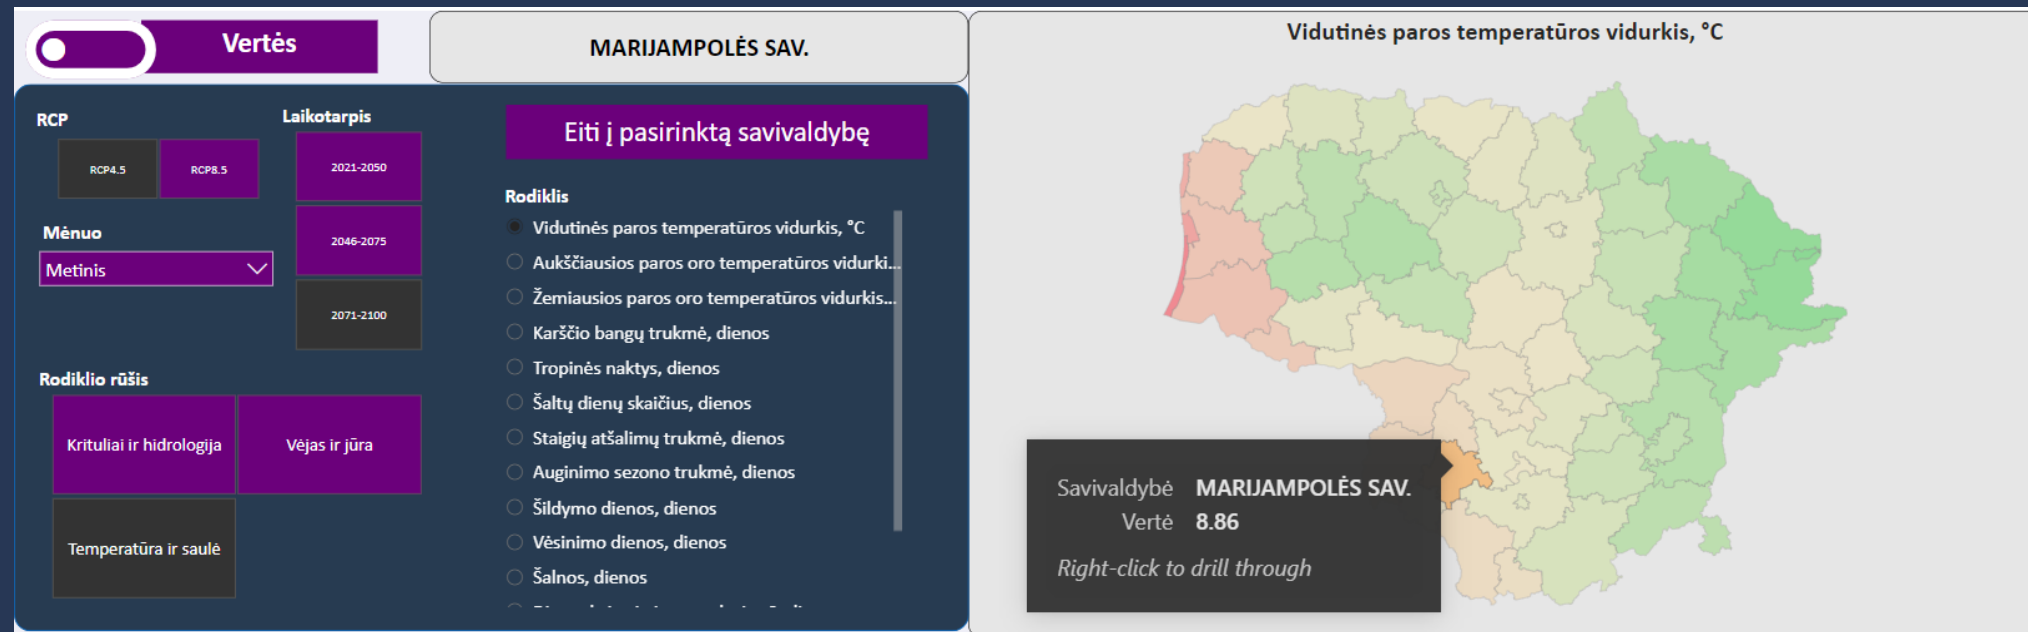 Vertės
MARIJAMPOLĖS SAV.
Vidutinės paros temperatūros vidurkis, °C
RCP
Laikotarpis
Eiti į pasirinktą savivaldybę
RCP4.5
RCP8.5
2021-2050
Rodiklis
Vidutinės paros temperatūros vidurkis, °C
Mėnuo
2046-2075
Metinis
Aukščiausios paros oro temperatūros vidurki...
Žemiausios paros oro temperatūros vidurkis...
2071-2100
Karščio bangų trukmė, dienos
Tropinės naktys, dienos
Rodiklio rūšis
Šaltų dienų skaičius, dienos
Krituliai ir hidrologija
Vėjas ir jūra
Staigių atšalimų trukmė, dienos
Auginimo sezono trukmė, dienos
Šildymo dienos, dienos
Temperatūra ir saulė
Vėsinimo dienos, dienos
Šalnos, dienos
Savivaldybė MARIJAMPOLĖS SAV.
Vertė 8.86
Right-click to drill through